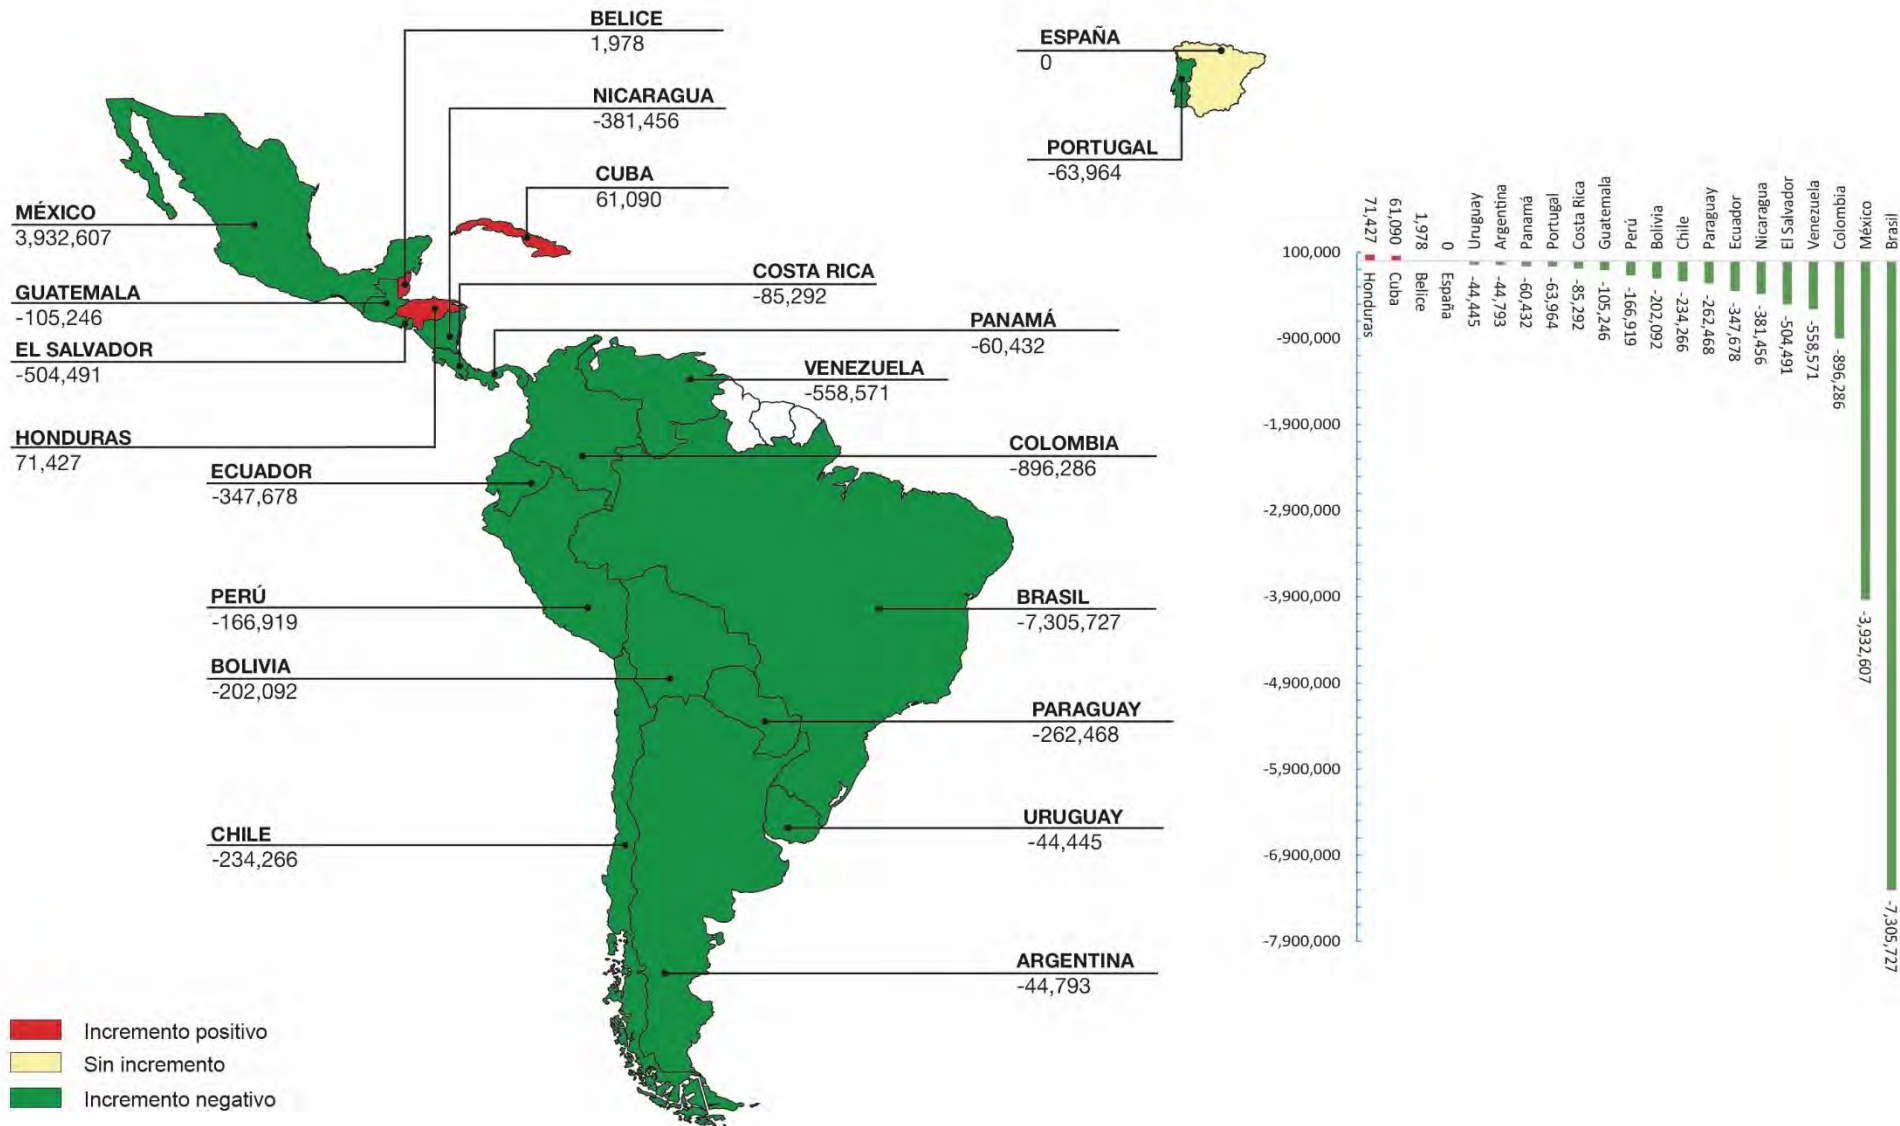 BELICE
1,978
NICARAGUA
-381,456
CUBA
61,090
ESPAÑA
0
PORTUGAL
-63,964
MÉXICO
3,932,607
GUATEMALA
-105,246
EL SALVADOR
-504,491
HONDURAS
71,427
COSTA RICA
-85,292
PANAMÁ
-60,432
VENEZUELA
-558,571
COLOMBIA
-896,286
ECUADOR
-347,678
PERÚ
-166,919
BOLIVIA
-202,092
CHILE
-234,266
BRASIL
-7,305,727
PARAGUAY
-262,468
URUGUAY
-44,445
ARGENTINA
-44,793
Incremento positivo
Sin incremento
Incremento negativo
100,000
-900,000
-1,900,000
-2,900,000
-3,900,000
-4,900,000
-5,900,000
-6,900,000
-7,900,000
71,427
Honduras
61,090
Cuba
1,978
Belice
0
España
Uruguay
-44,445
Argentina
-44,793
Panamá
-60,432
Portugal
-63,964
Costa Rica
-85,292
Guatemala
-105,246
Perú
-166,919
Bolivia
-202,092
Chile
-234,266
Paraguay
-262,468
Ecuador
-347,678
Nicaragua
-381,456
El Salvador
-504,491
Venezuela
-558,571
Colombia
-896,286
México
-3,932,607
Brasil
-7,305,727